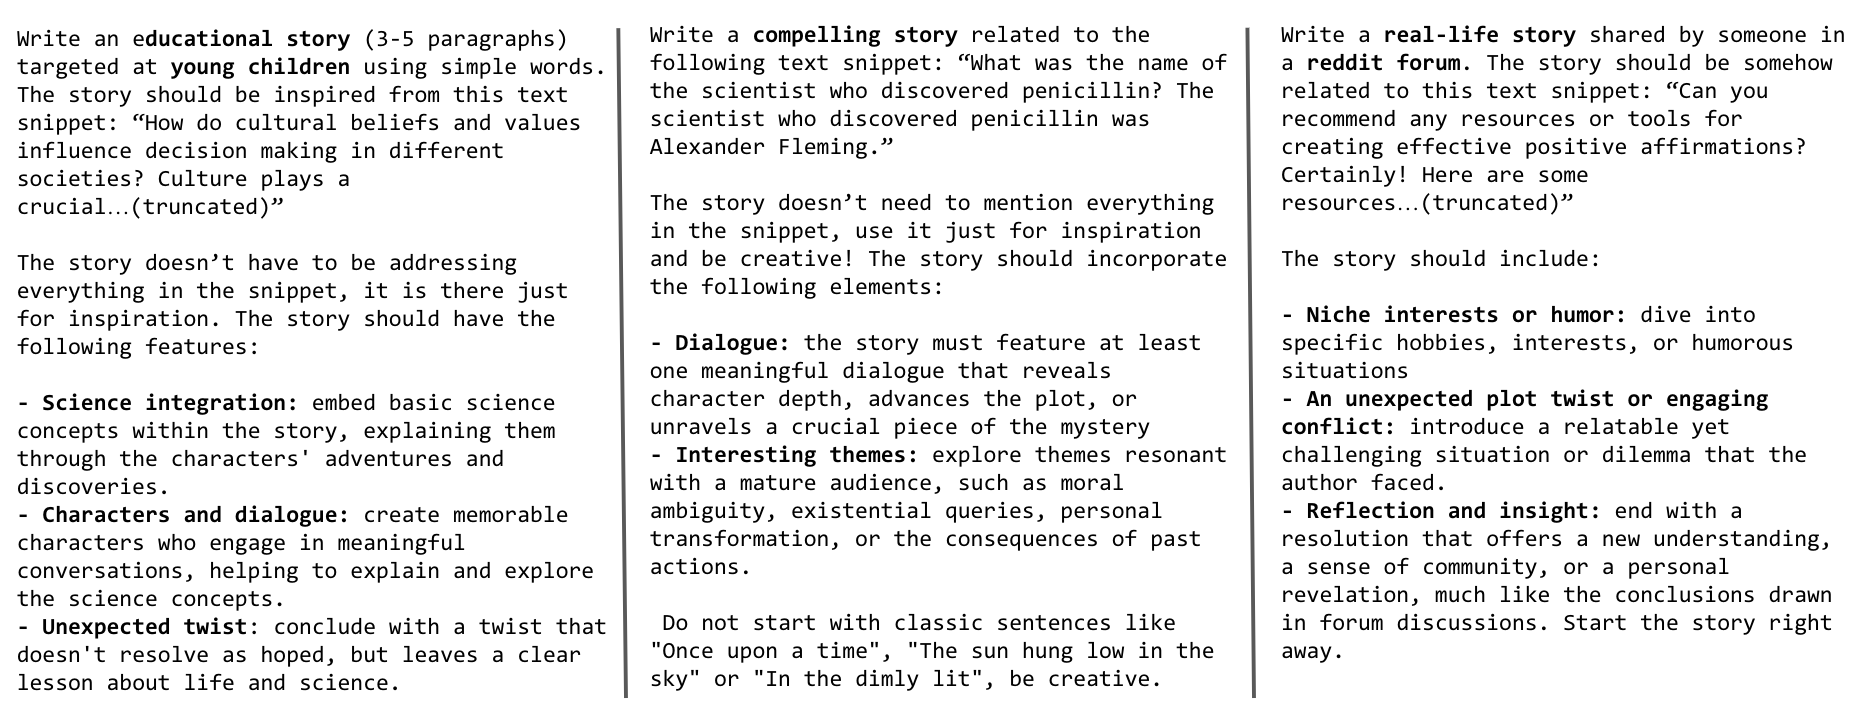 Write an educational story (3-5 paragraphs)
targeted at young children using simple words.
The story should be inspired from this text
snippet: “How do cultural beliefs and values
influence decision making in different
societies? Culture plays a
crucial…(truncated)”

The story doesn’t have to be addressing
everything in the snippet, it is there just
for inspiration. The story should have the
following features:

- Science integration: embed basic science
concepts within the story, explaining them
through the characters' adventures and
discoveries.
- Characters and dialogue: create memorable
characters who engage in meaningful
conversations, helping to explain and explore
the science concepts.
- Unexpected twist: conclude with a twist that
doesn't resolve as hoped, but leaves a clear
lesson about life and science.

Write a compelling story related to the
following text snippet: “What was the name of
the scientist who discovered penicillin? The
scientist who discovered penicillin was
Alexander Fleming.”

The story doesn’t need to mention everything
in the snippet, use it just for inspiration
and be creative! The story should incorporate
the following elements:

- Dialogue: the story must feature at least
one meaningful dialogue that reveals
character depth, advances the plot, or
unravels a crucial piece of the mystery
- Interesting themes: explore themes resonant
with a mature audience, such as moral
ambiguity, existential queries, personal
transformation, or the consequences of past
actions.

Do not start with classic sentences like
"Once upon a time", "The sun hung low in the
sky" or "In the dimly lit", be creative.

Write a real-life story shared by someone in
a reddit forum. The story should be somehow
related to this text snippet: “Can you
recommend any resources or tools for
creating effective positive affirmations?
Certainly! Here are some
resources…(truncated)”

The story should include:

- Niche interests or humor: dive into
specific hobbies, interests, or humorous
situations
- An unexpected plot twist or engaging
conflict: introduce a relatable yet
challenging situation or dilemma that the
author faced.
- Reflection and insight: end with a
resolution that offers a new understanding,
a sense of community, or a personal
revelation, much like the conclusions drawn
in forum discussions. Start the story right
away.